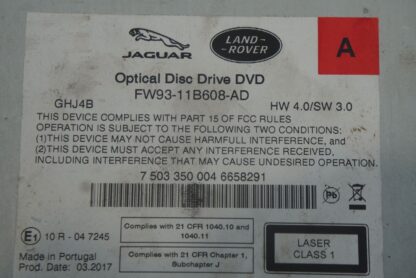 JAGUAR
LAND-
ROVER
A
Optical Disc Drive DVD
FW93-11B608-AD
GHJ4B
HW 4.0/SW 3.0
THIS DEVICE COMPLIES WITH PART 15 OF FCC RULES
OPERATION IS SUBJECT TO THE FOLLOWING TWO CONDITIONS:
(1)THIS DEVICE MAY NOT CAUSE HARMFULL INTERFERENCE, and
(2)THIS DEVICE MUST ACCEPT ANY INTERFERENCE RECEIVED,
INCLUDING INTERFERENCE THAT MAY CAUSE UNDESIRED OPERATION.
7 503 350 004 6658291
Pb
E1 10 R - 04 7245
Complies with 21 CFR 1040.10 and
1040.11
Made in Portugal
Prod. Date: 03.2017
Complies with 21 CFR Chapter 1,
Subchapter J
LASER
CLASS 1